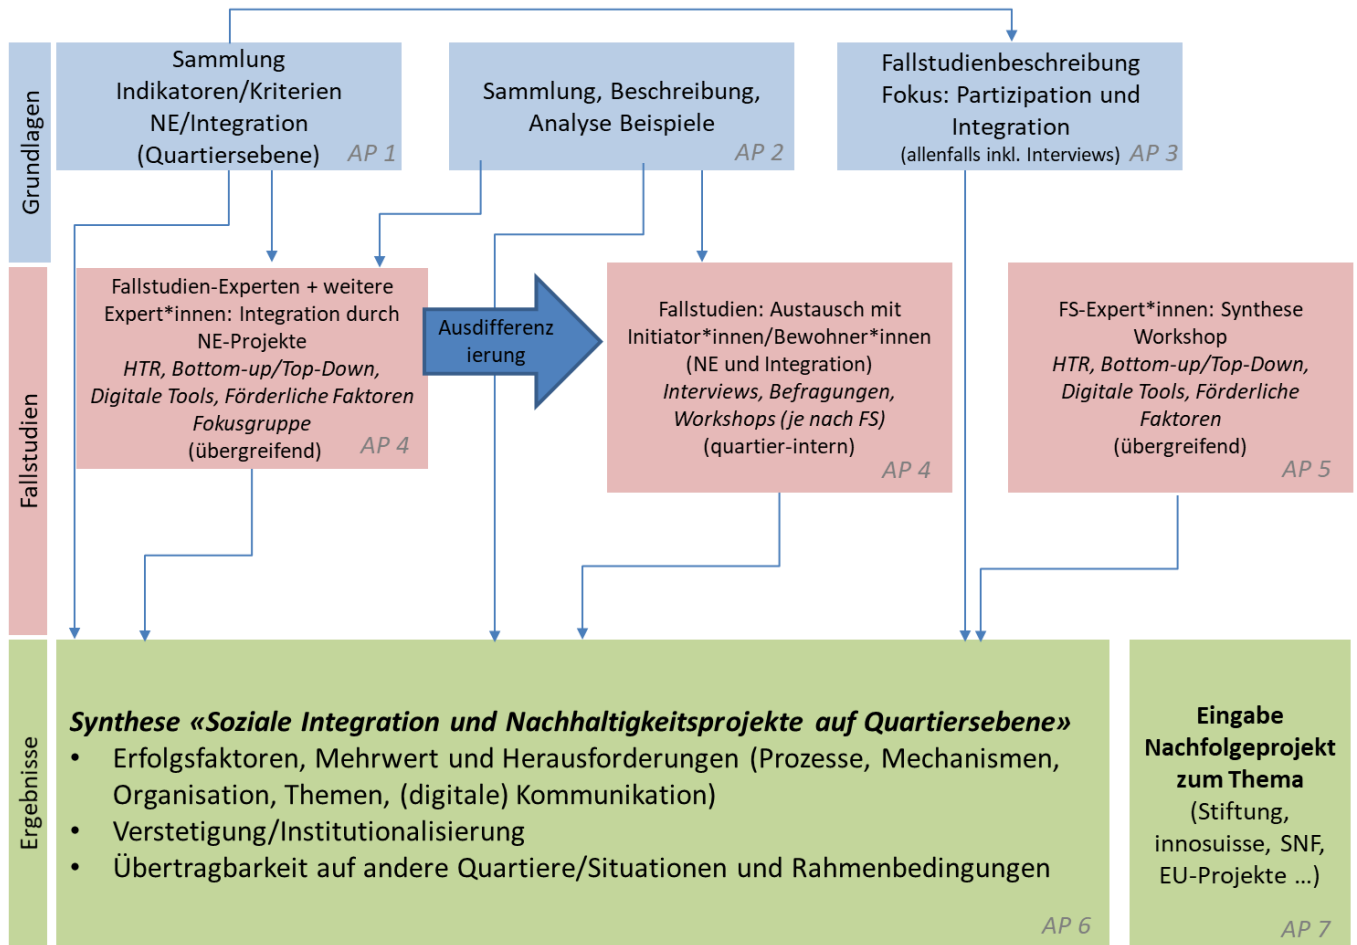 Grundlagen
Sammlung
Indikatoren/Kriterien
NE/Integration
(Quartiersebene)
AP 1
Sammlung, Beschreibung,
Analyse Beispiele
AP 2
Fallstudienbeschreibung
Fokus: Partizipation und
Integration
(allenfalls inkl. Interviews)
AP 3
Fallstudien
Fallstudien-Experten + weitere
Expert*innen: Integration durch
NE-Projekte
HTR, Bottom-up/Top-Down,
Digitale Tools, Förderliche Faktoren
Fokusgruppe
(übergreifend)
AP 4
Ausdifferenz
ierung
Fallstudien: Austausch mit
Initiator*innen/Bewohner*innen
(NE und Integration)
Interviews, Befragungen,
Workshops (je nach FS)
(quartier-intern)
AP 4
FS-Expert*innen: Synthese
Workshop
HTR, Bottom-up/Top-Down,
Digitale Tools, Förderliche
Faktoren
(übergreifend)
AP 5
Ergebnisse
Synthese «Soziale Integration und Nachhaltigkeitsprojekte auf Quartiersebene»
• Erfolgsfaktoren, Mehrwert und Herausforderungen (Prozesse, Mechanismen,
Organisation, Themen, (digitale) Kommunikation)
• Verstetigung/Institutionalisierung
• Übertragbarkeit auf andere Quartiere/Situationen und Rahmenbedingungen
AP 6
Eingabe
Nachfolgeprojekt
zum Thema
(Stiftung,
innosuisse, SNF,
EU-Projekte ...)
AP 7